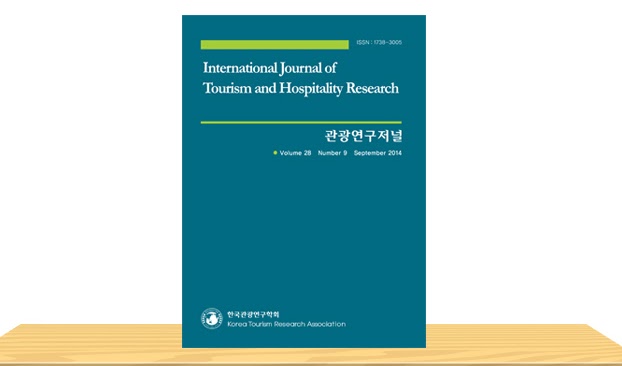 ISSN : 1738-3005
International Journal of
Tourism and Hospitality Research
관광연구저널
Volume 28 Number 9 September 2014
한국관광연구학회
Korea Tourism Research Association